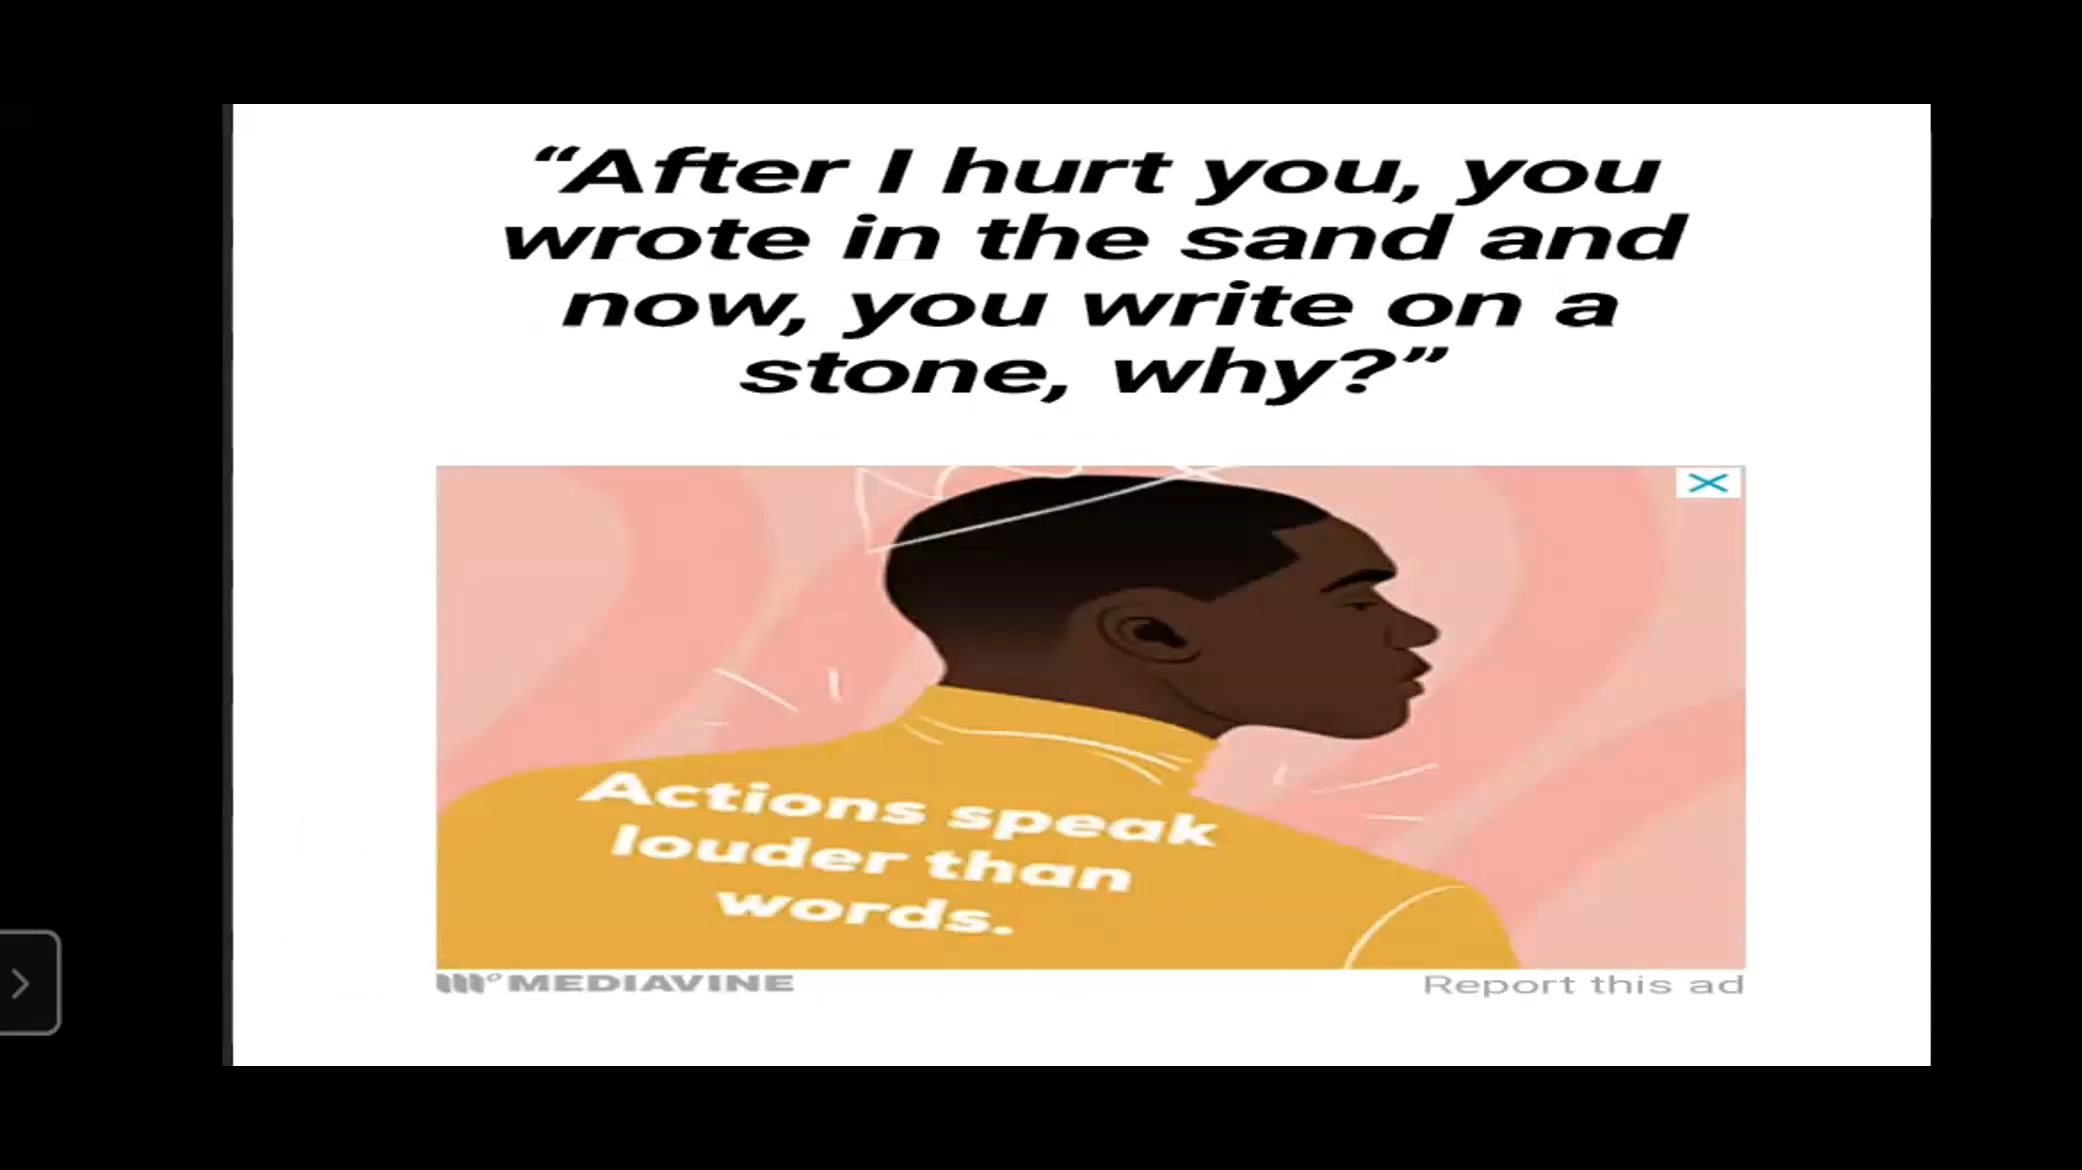 “After I hurt you, you
wrote in the sand and
now, you write on a
stone, why?”
Actions speak
louder than
words.
MEDIAVINE
Report this ad